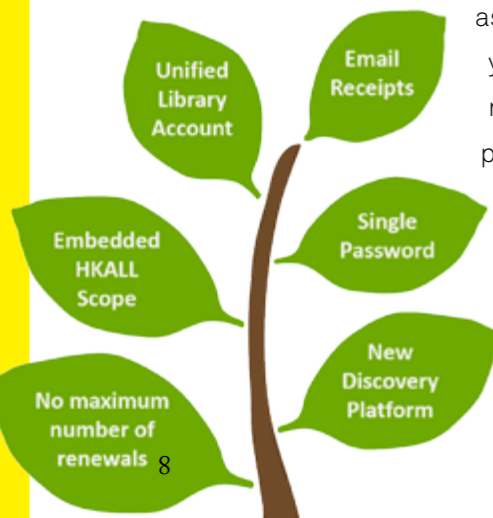 Unified
Library
Account
Email
Receipts
Embedded
HKALL
Scope
Single
Password
No maximum
number of
renewals 8
New
Discovery
Platform